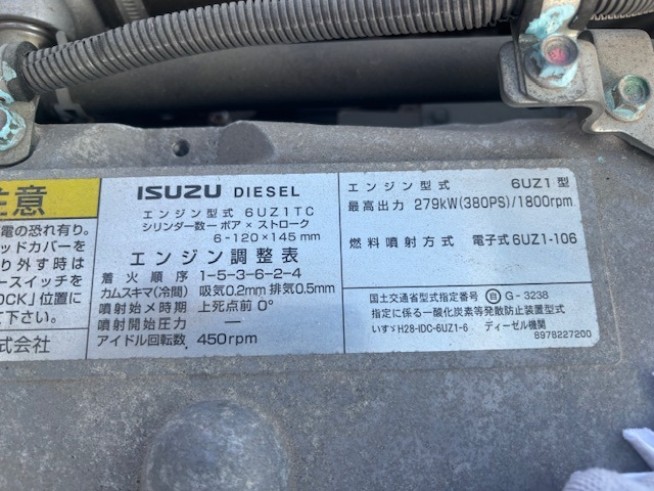 注意
電の恐れ有り。
ッドカバーを
り外す時は
ースイッチを
OCK」位置に
下さい。
式会社
ISUZU DIESEL
エンジン型式 6UZ1TC
シリンダー数ーボア×ストローク
6-120×145mm
エンジン調整表
着火順序 1-5-3-6-2-4
カムスキマ(冷間) 吸気0.2mm 排気0.5mm
噴射始メ時期 上死点前 0°
噴射開始圧力 —
アイドル回転数 450rpm
エンジン型式 6UZ1型
最高出力 279kW(380PS)/1800rpm
燃料噴射方式 電子式6UZ1-106
国土交通省型式指定番号 G-3238
指定に係る一酸化炭素等発散防止装置型式
いすゞH28-IDC-6UZ1-6 ディーゼル機関
8978227200